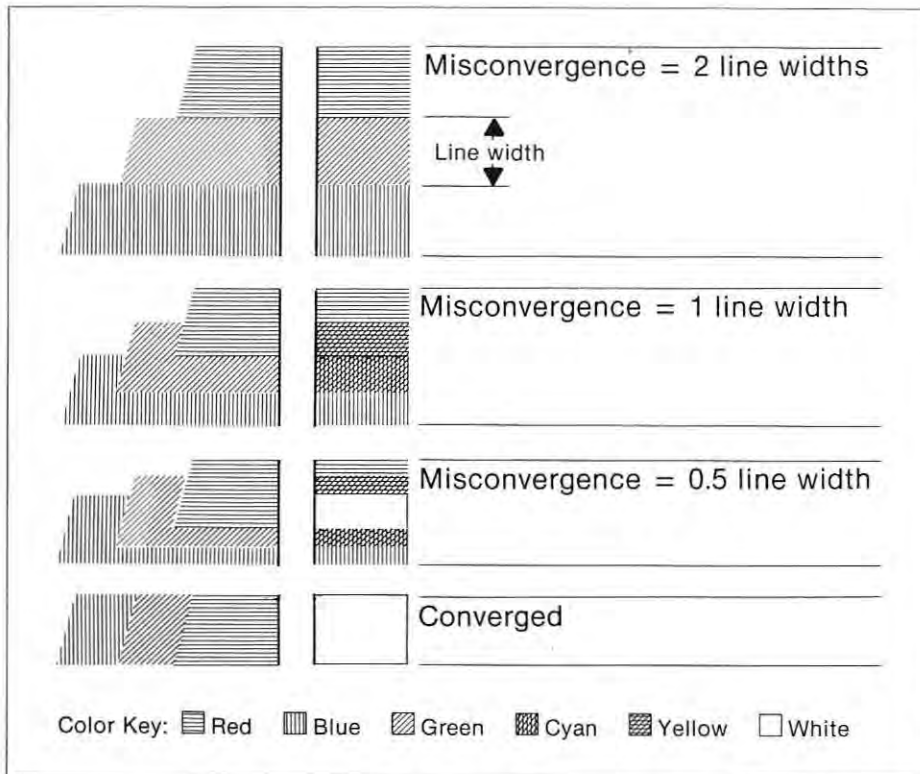 Misconvergence = 2 line widths
Line width
Misconvergence = 1 line width
Misconvergence = 0.5 line width
Converged
Color Key: Red Blue Green Cyan Yellow White